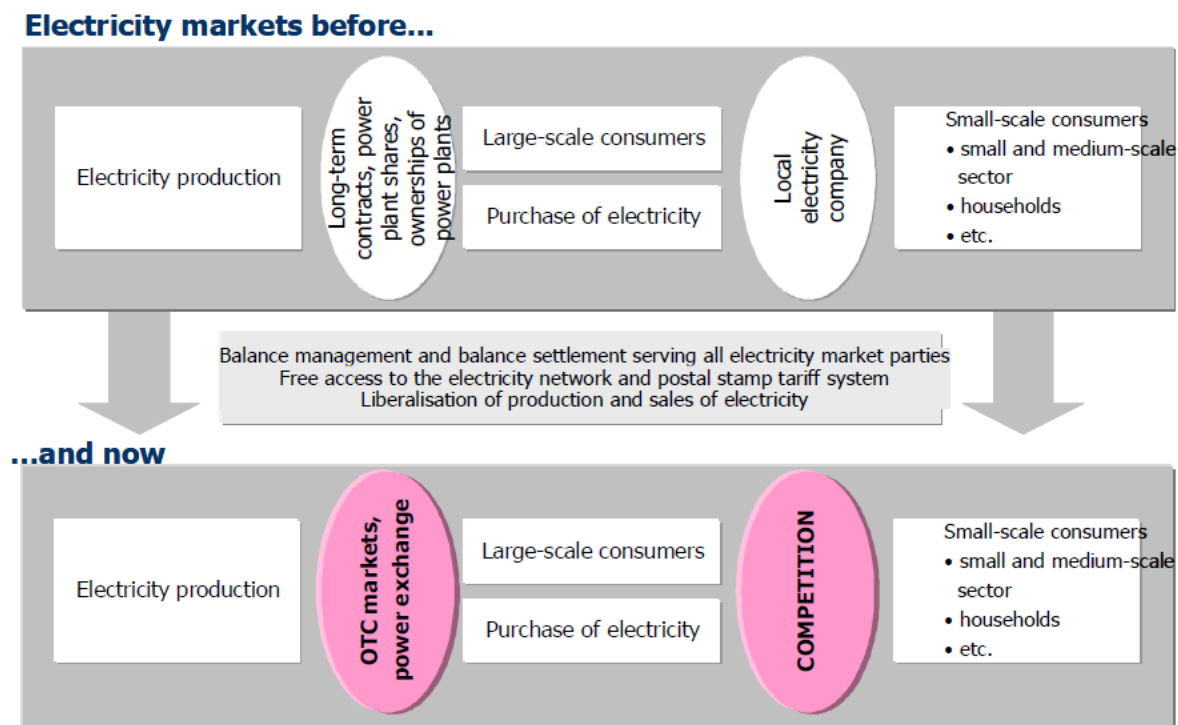 Electricity markets before...
Electricity production
Long-term
contracts, power
plant shares,
ownerships of
power plants
Large-scale consumers
Purchase of electricity
Local
electricity
company
Small-scale consumers
• small and medium-scale
sector
• households
• etc.
Balance management and balance settlement serving all electricity market parties
Free access to the electricity network and postal stamp tariff system
Liberalisation of production and sales of electricity
...and now
Electricity production
OTC markets,
power exchange
Large-scale consumers
Purchase of electricity
COMPETITION
Small-scale consumers
• small and medium-scale
sector
• households
• etc.